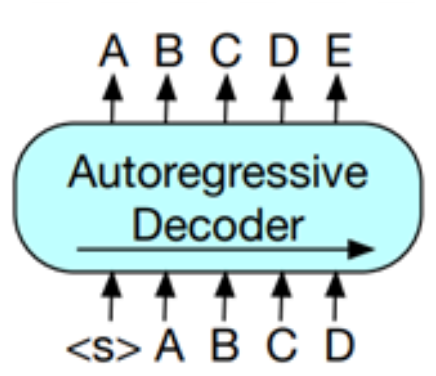 A B C D E
Autoregressive
Decoder
<s> A B C D